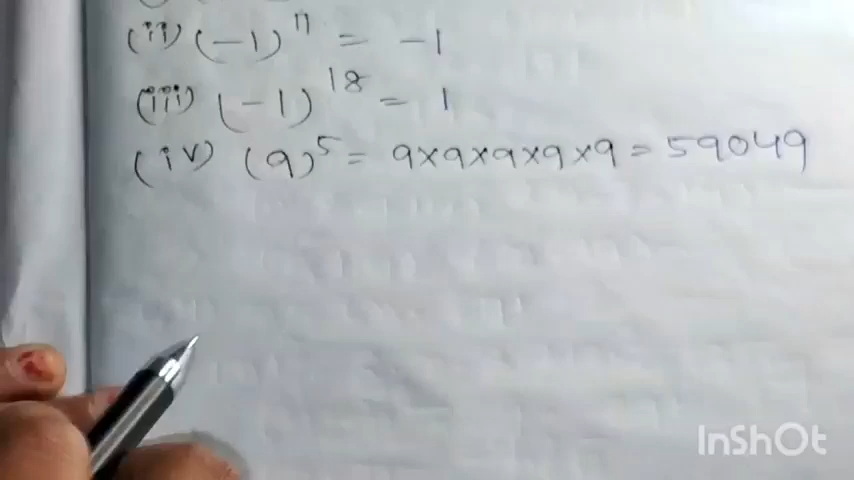 (ii) (-1)^11 = -1
(iii) (-1)^18 = 1
(iv) (9)^5 = 9×9×9×9×9 = 59049
InShOt